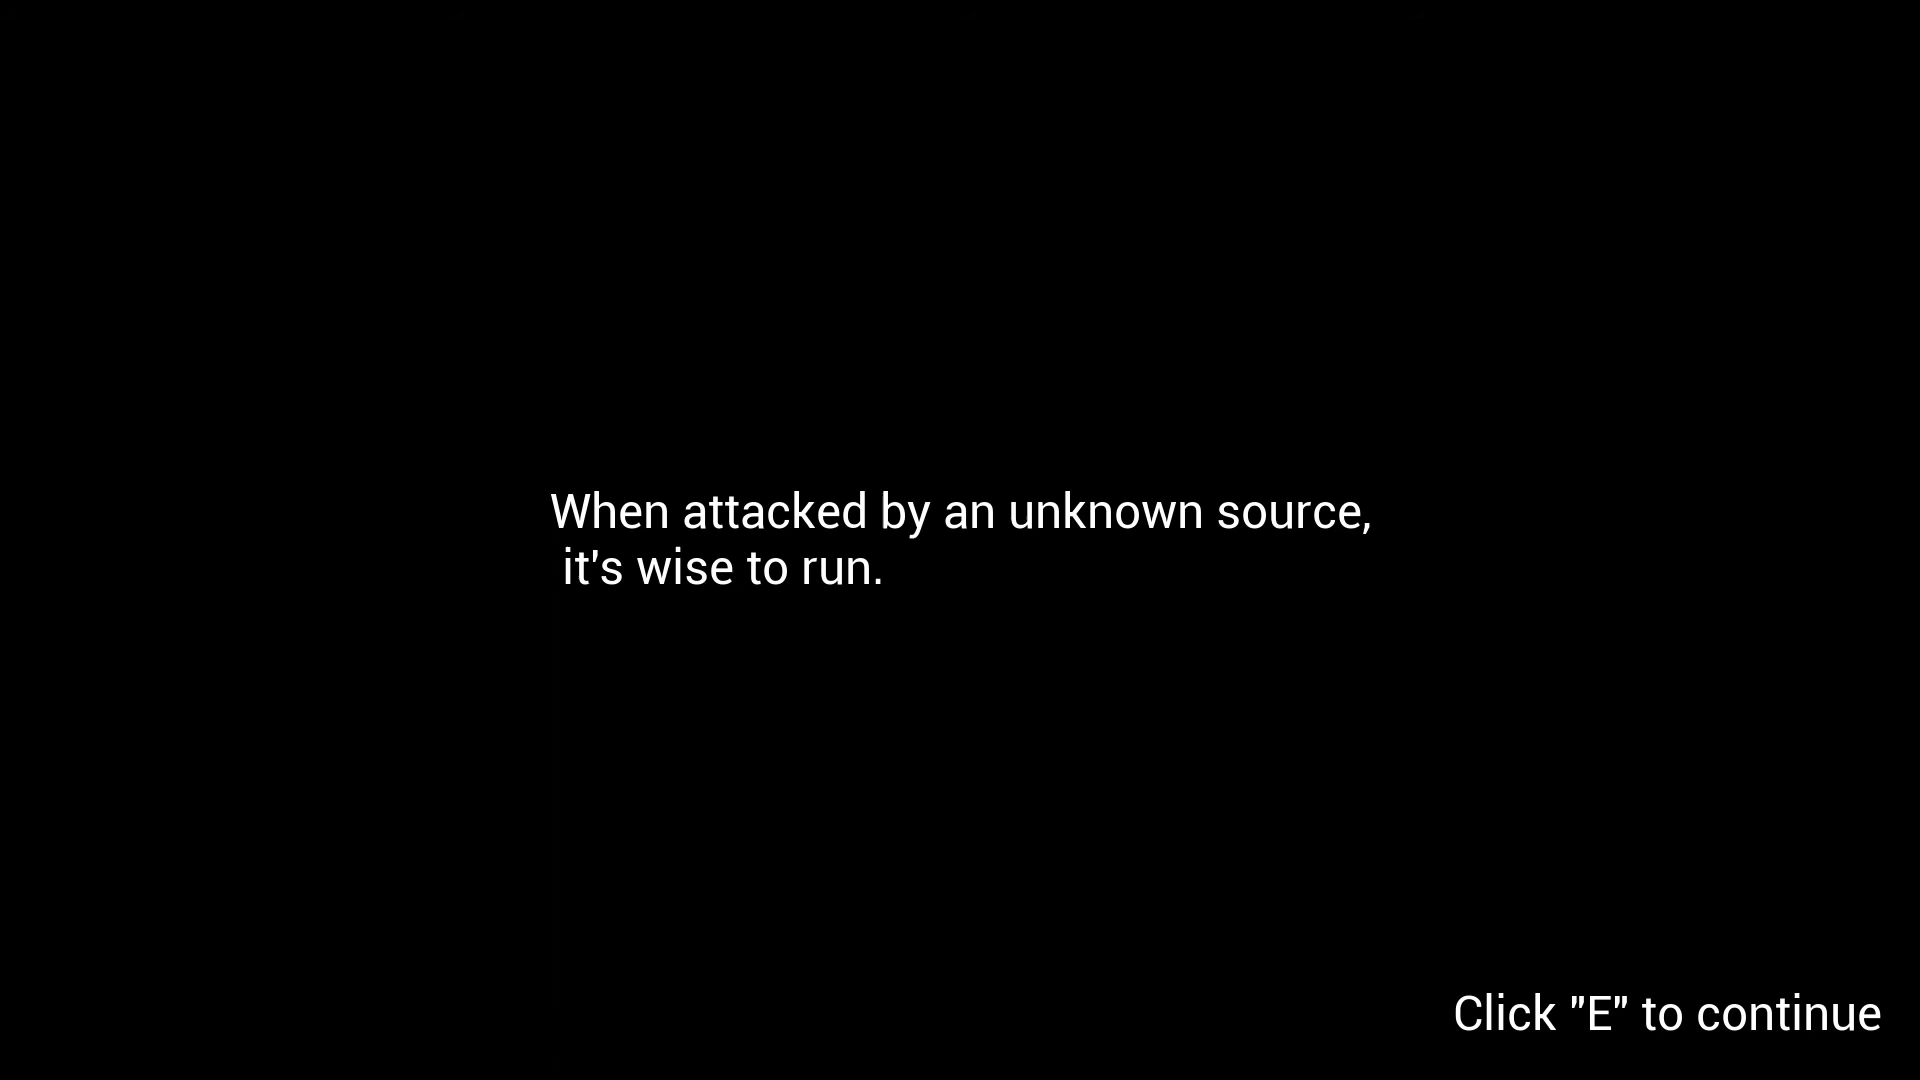 When attacked by an unknown source,
it's wise to run.
Click "E" to continue